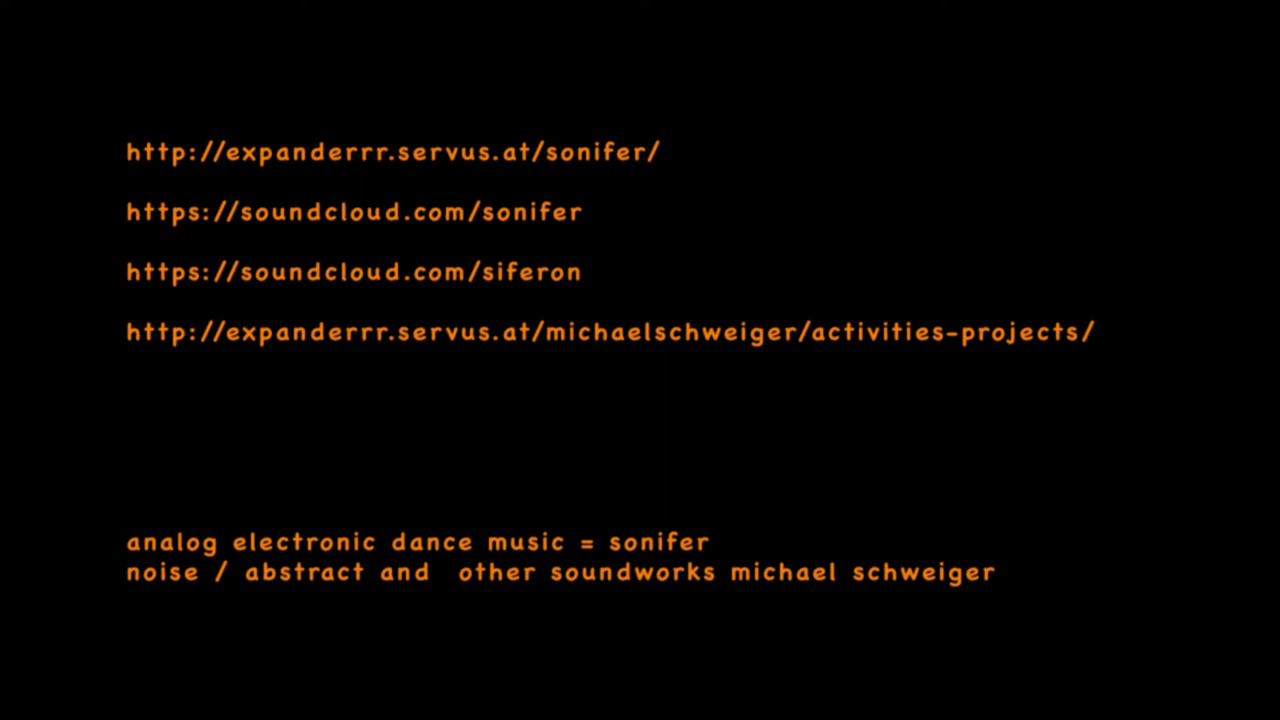 http://expanderrr.servus.at/sonifer/
https://soundcloud.com/sonifer
https://soundcloud.com/siferon
http://expanderrr.servus.at/michaelschweiger/activities-projects/
analog electronic dance music = sonifer
noise / abstract and  other soundworks michael schweiger